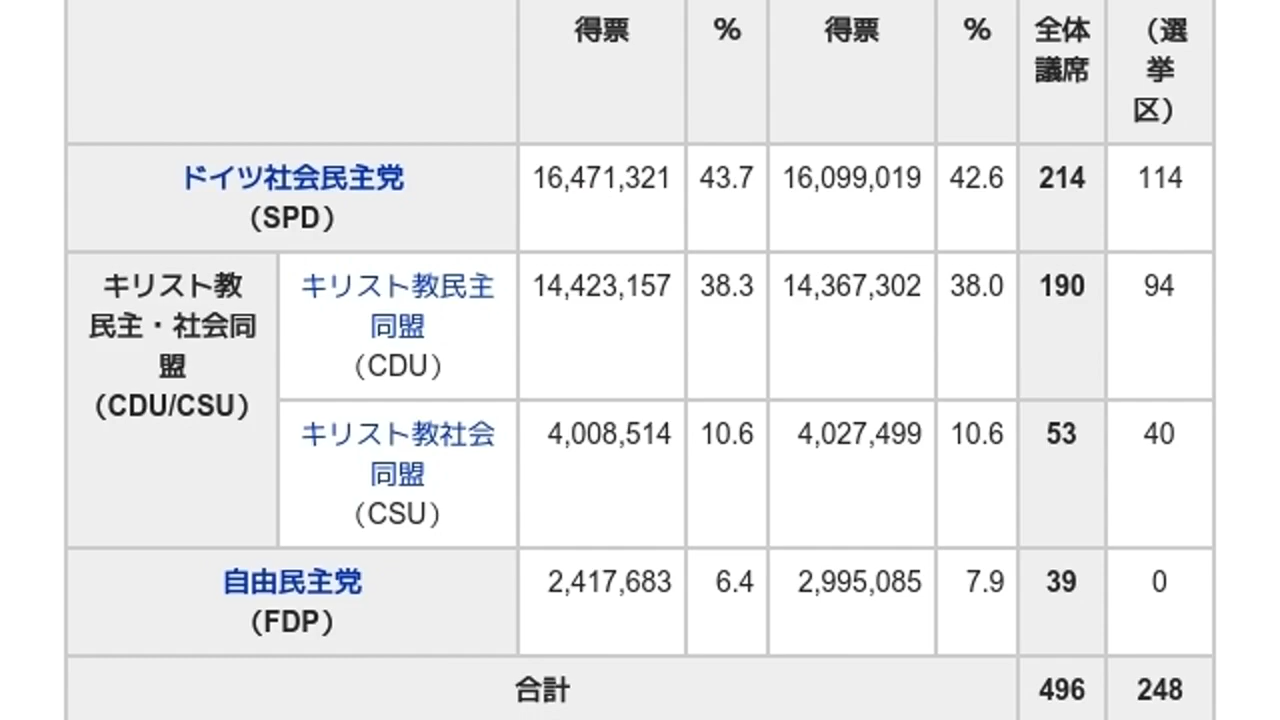 得票 % 得票 % 全体 （選
議席 挙
区）
ドイツ社会民主党 16,471,321 43.7 16,099,019 42.6 214 114
（SPD）
キリスト教 キリスト教民主 14,423,157 38.3 14,367,302 38.0 190 94
民主・社会同 同盟
盟 （CDU）
（CDU/CSU）
キリスト教社会 4,008,514 10.6 4,027,499 10.6 53 40
同盟
（CSU）
自由民主党 2,417,683 6.4 2,995,085 7.9 39 0
（FDP）
合計 496 248